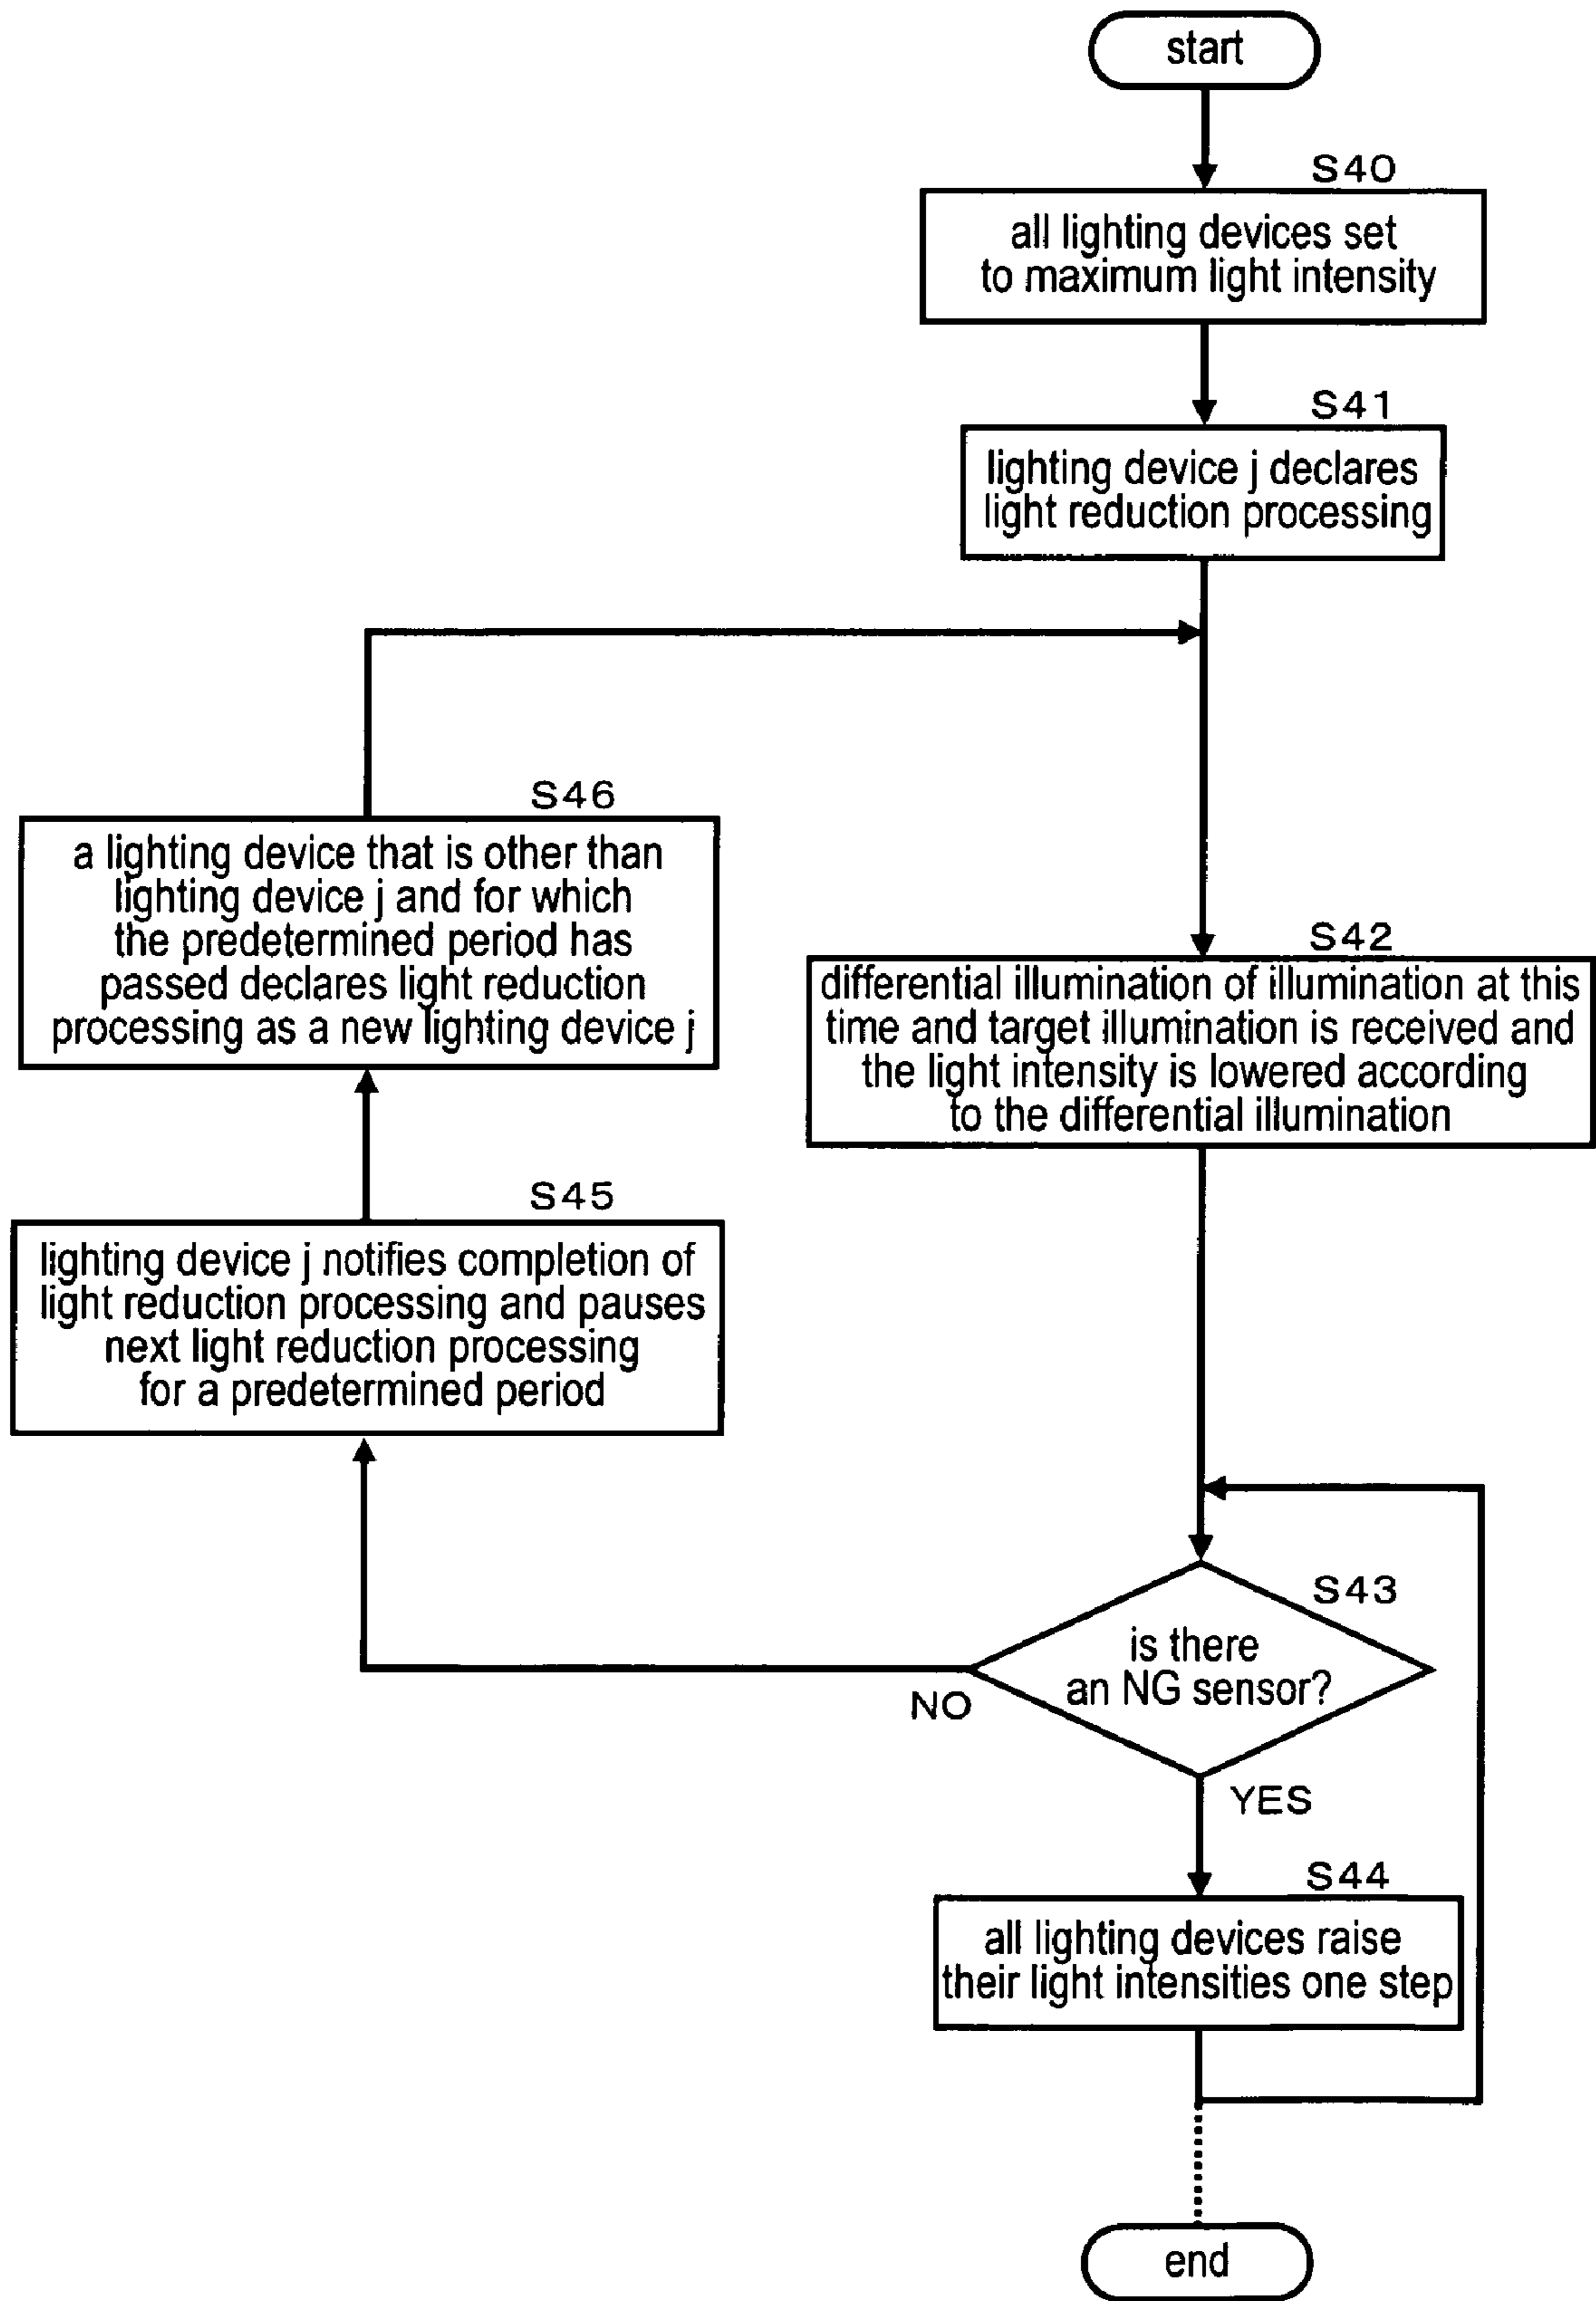 start
S40
all lighting devices set
to maximum light intensity
S41
lighting device j declares
light reduction processing
S46
a lighting device that is other than
lighting device j and for which
the predetermined period has
passed declares light reduction
processing as a new lighting device j
S42
differential illumination of illumination at this
time and target illumination is received and
the light intensity is lowered according
to the differential illumination
S45
lighting device j notifies completion of
light reduction processing and pauses
next light reduction processing
for a predetermined period
S43
is there
an NG sensor?
NO
YES
S44
all lighting devices raise
their light intensities one step
end